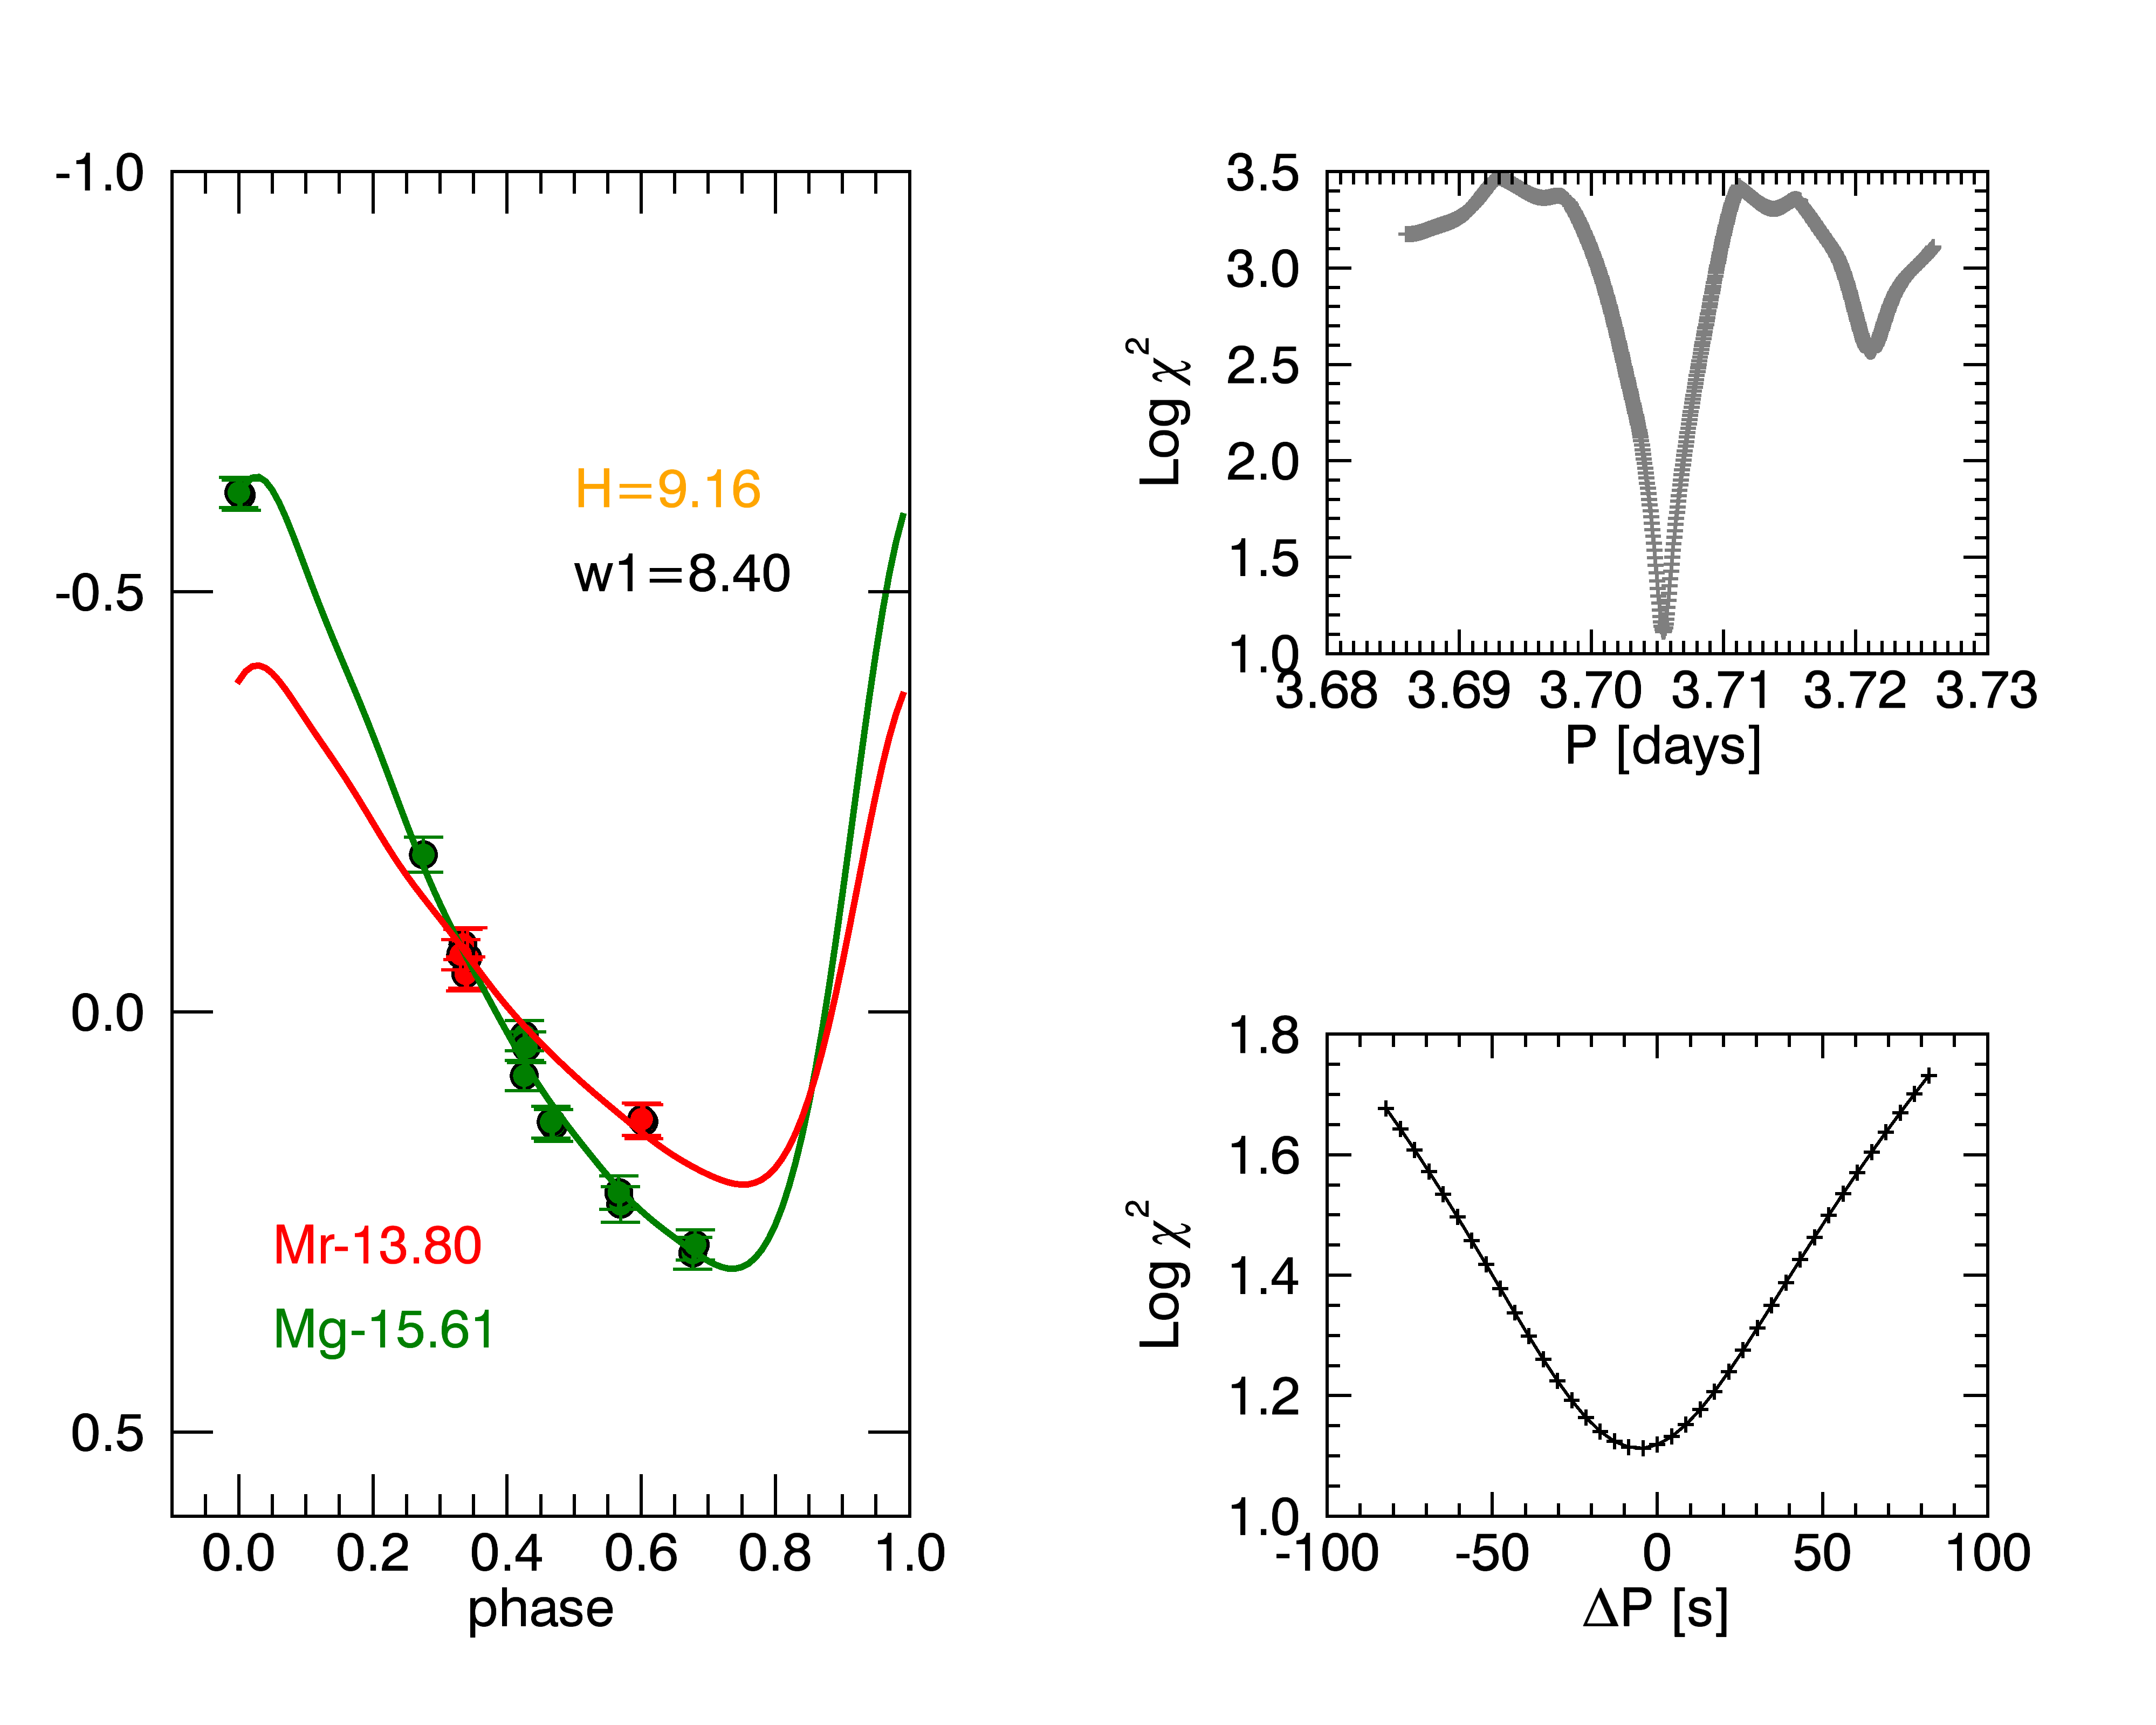 -1.0
-0.5
0.0
0.5
H=9.16
w1=8.40
Mr-13.80
Mg-15.61
0.0 0.2 0.4 0.6 0.8 1.0
phase
3.5
3.0
2.5
2.0
1.5
1.0
Log χ²
3.68 3.69 3.70 3.71 3.72 3.73
P [days]
1.8
1.6
1.4
1.2
1.0
Log χ²
-100 -50 0 50 100
ΔP [s]